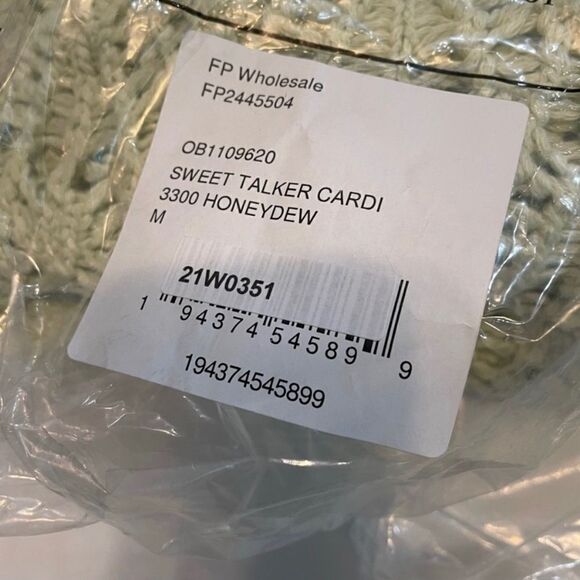 FP Wholesale
FP2445504
OB1109620
SWEET TALKER CARDI
3300 HONEYDEW
M
21W0351
1 94374 54589 9
194374545899